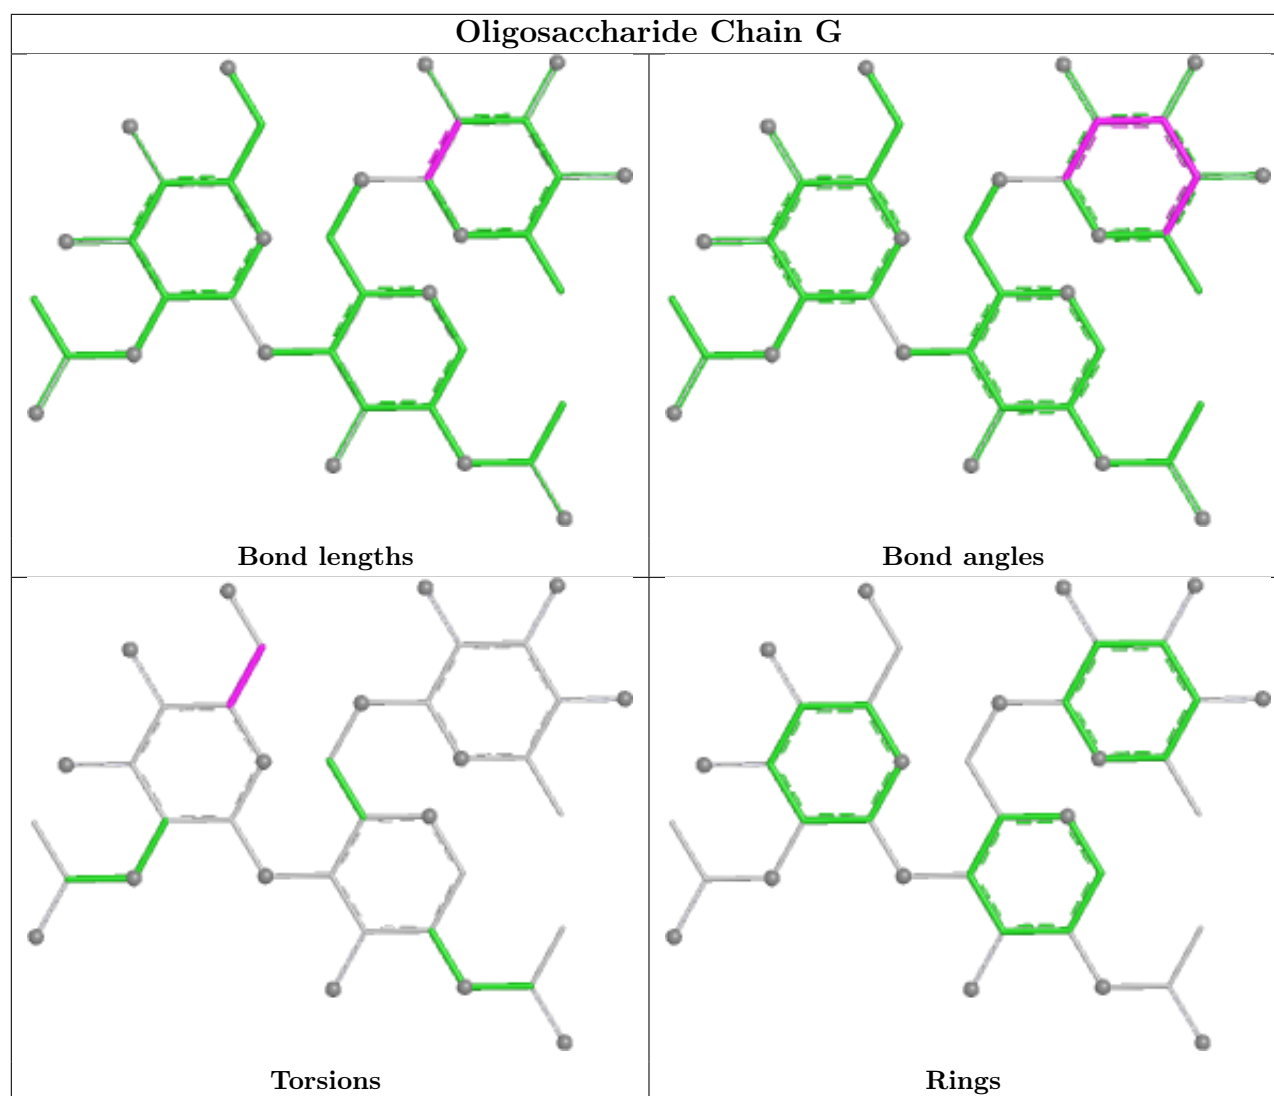 Oligosaccharide Chain G
Bond lengths
Bond angles
Torsions
Rings